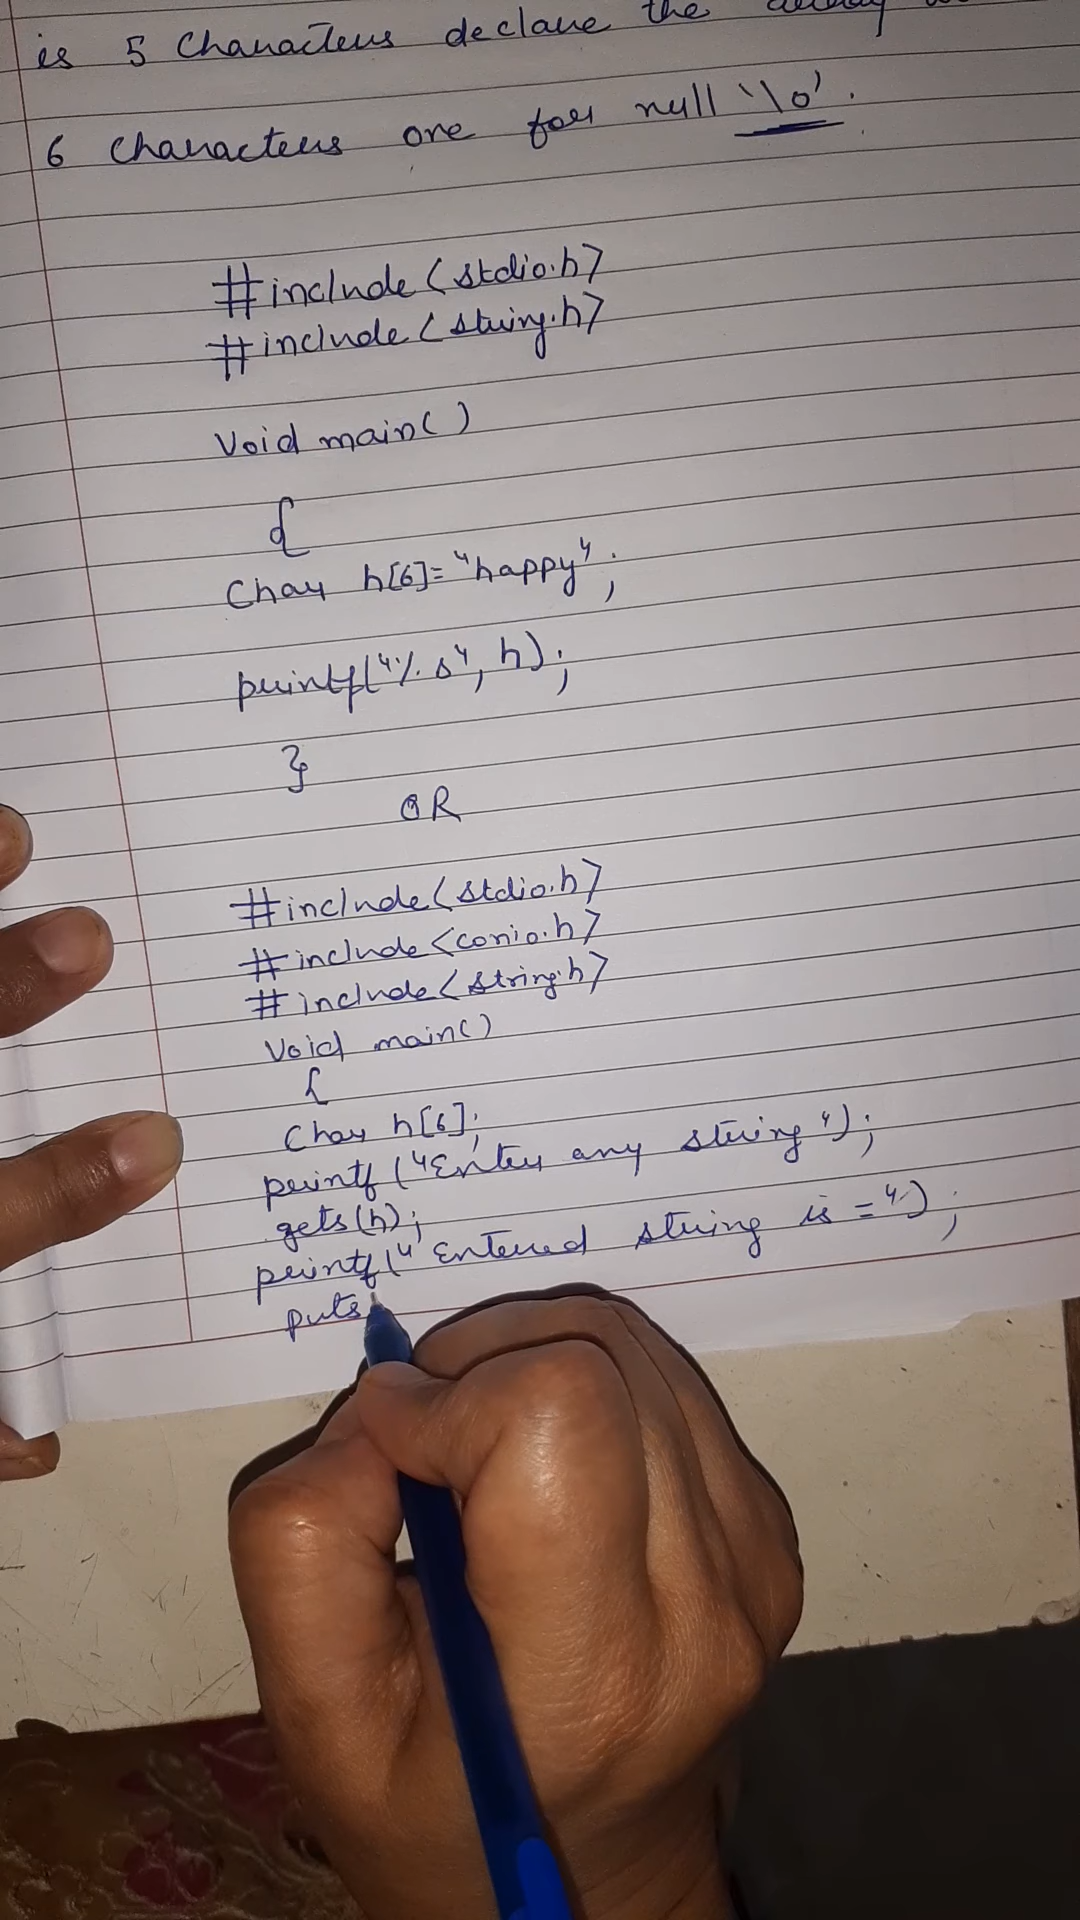 is 5 Characters declare the
6 Characters one for null '\0'.
#include<stdio.h>
#include<string.h>
Void main()
{
Char h[6]="happy";
printf("%s", h);
}
OR
#include<stdio.h>
#include<conio.h>
#include<string.h>
Void main()
{
Char h[6];
printf("Enter any string");
gets(h);
printf("Entered string is =");
puts